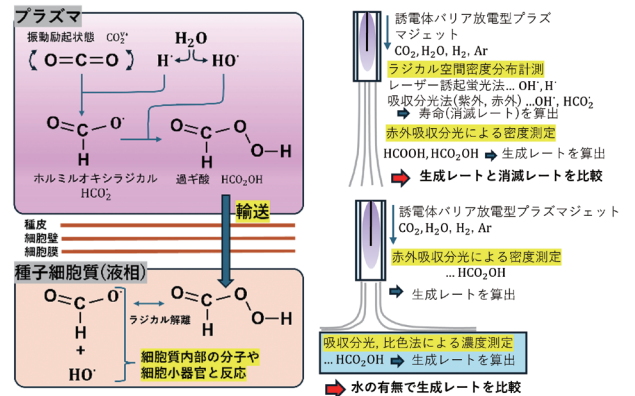 プラズマ
振動励起状態 CO₂ᵛ*
O=C=O
H₂O
H· HO·
O C O·
H
ホルミルオキシラジカル
HCO₂·
O C O O H
H
過ギ酸 HCO₂OH
輸送
種皮
細胞壁
細胞膜
種子細胞質(液相)
O C O·
H
+
HO·
ラジカル解離
O C O O H
H
細胞質内部の分子や
細胞小器官と反応
誘電体バリア放電型プラズ
マジェット
CO₂, H₂O, H₂, Ar
ラジカル空間密度分布計測
レーザー誘起蛍光法… OH·, H·
吸収分光法(紫外, 赤外) …OH·, HCO₂·
寿命(消滅レート)を算出
赤外吸収分光による密度測定
HCOOH, HCO₂OH 生成レートを算出
生成レートと消滅レートを比較
誘電体バリア放電型プラズマジェット
CO₂, H₂O, H₂, Ar
赤外吸収分光による密度測定
… HCO₂OH
生成レートを算出
吸収分光, 比色法による濃度測定
… HCO₂OH 生成レートを算出
水の有無で生成レートを比較